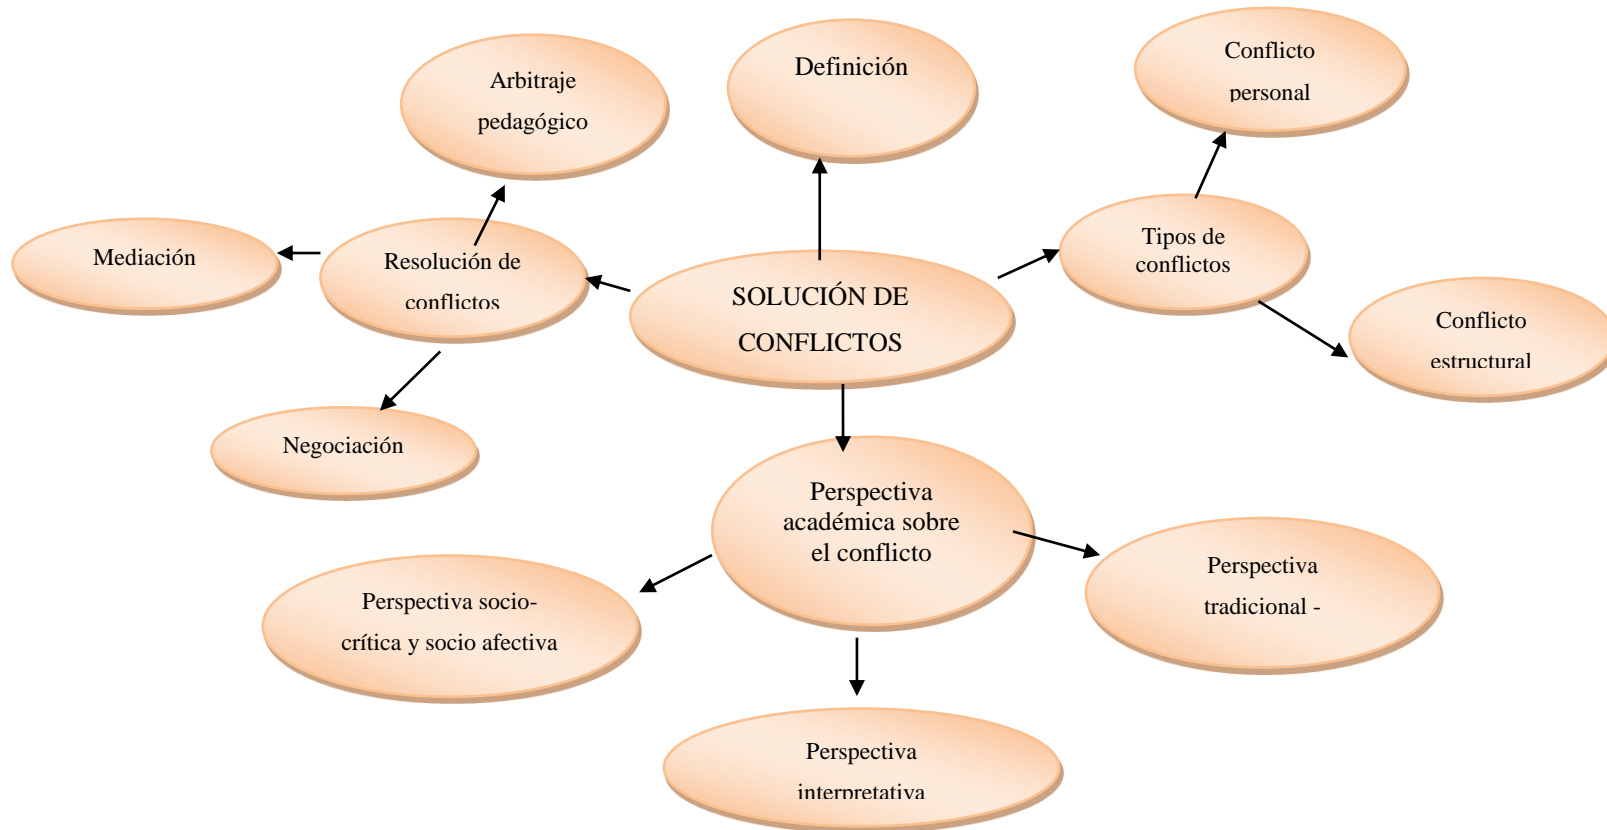 Arbitraje
pedagógico
Definición
Conflicto
personal
Mediación
Resolución de
conflictos
Tipos de
conflictos
SOLUCIÓN DE
CONFLICTOS
Conflicto
estructural
Negociación
Perspectiva
académica sobre
el conflicto
Perspectiva socio-
crítica y socio afectiva
Perspectiva
tradicional -
Perspectiva
interpretativa